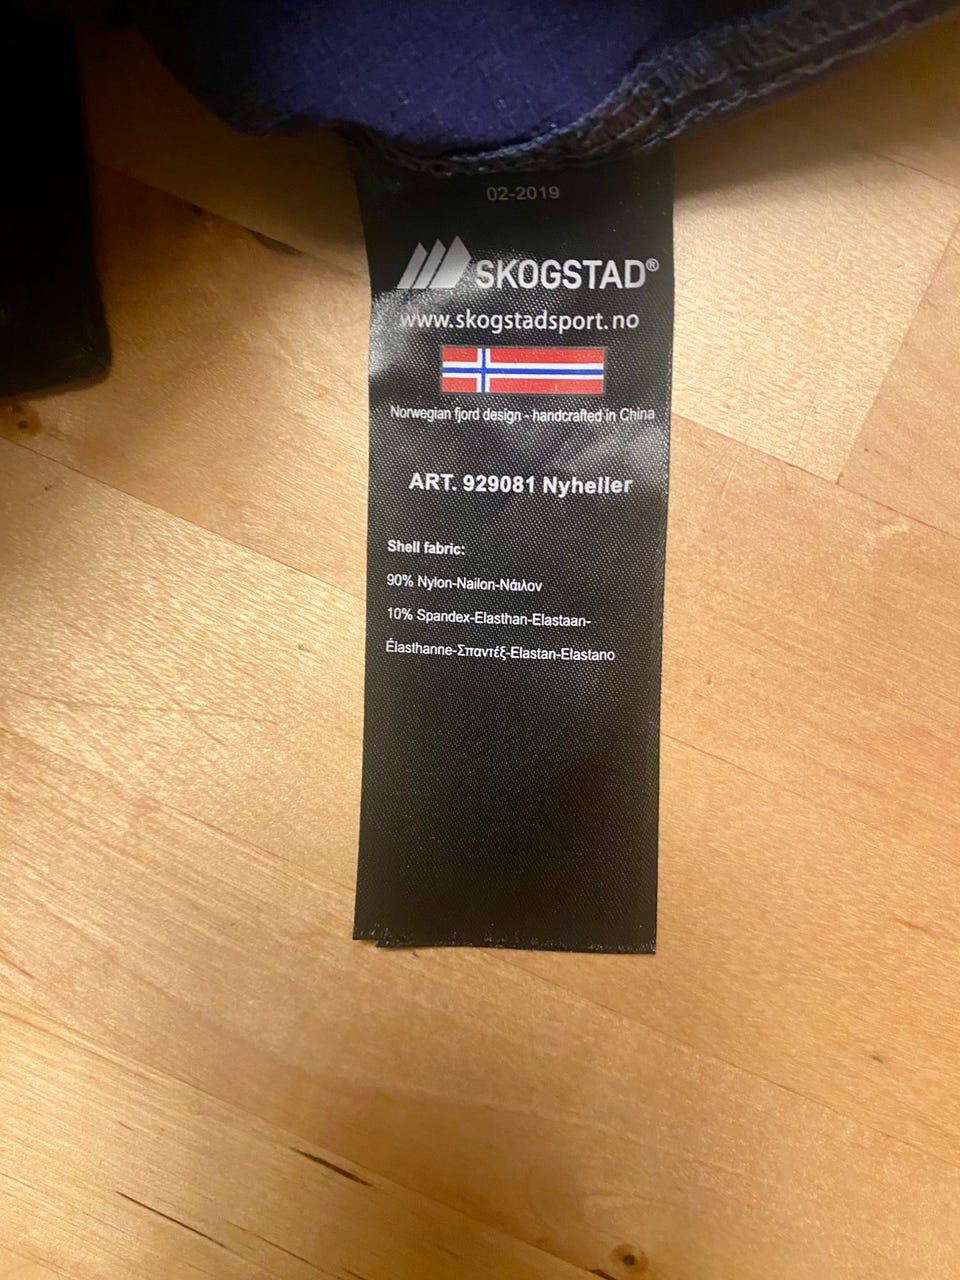 02-2019
SKOGSTAD®
www.skogstadsport.no
Norwegian fjord design - handcrafted in China
ART. 929081 Nyheller
Shell fabric:
90% Nylon-Nailon-Νάιλον
10% Spandex-Elasthan-Elastaan-
Élasthanne-Σπαντέξ-Elastan-Elastano